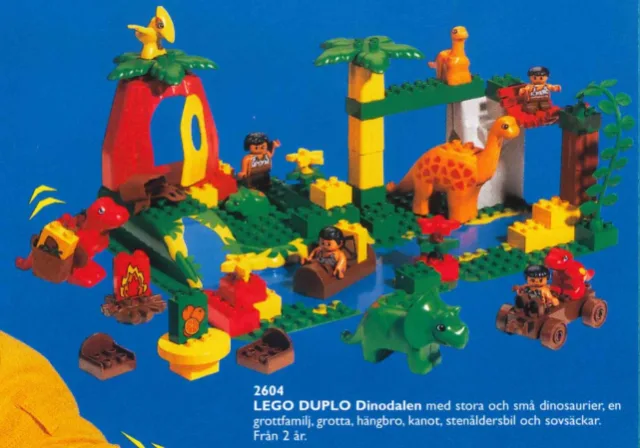 2604
LEGO DUPLO Dinodalen med stora och små dinosaurier, en
grottfamilj, grotta, hängbro, kanot, stenåldersbil och sovsäckar.
Från 2 år.